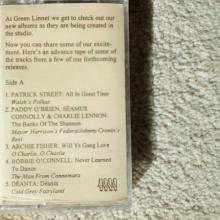 At Green Linnet we get to check out our
new albums as they are being created in
the studio.
Now you can share some of our excite-
ment. Here's an advance tape of some of
the tracks from a few of our forthcoming
releases.
Side A
1. PATRICK STREET: All In Good Time
Walsh's Polkas
2. PADDY O'BRIEN, SÉAMUS
CONNOLLY & CHARLIE LENNON:
The Banks Of The Shannon
Major Harrison's Fedora/Johnny Cronin's
Reel
3. ARCHIE FISHER: Will Ye Gang Love
O Charlie, O Charlie
4. ROBBIE O'CONNELL: Never Learned
To Dance
The Man From Connemara
5. DÉANTA: Déanta
Cold Grey Fairyland